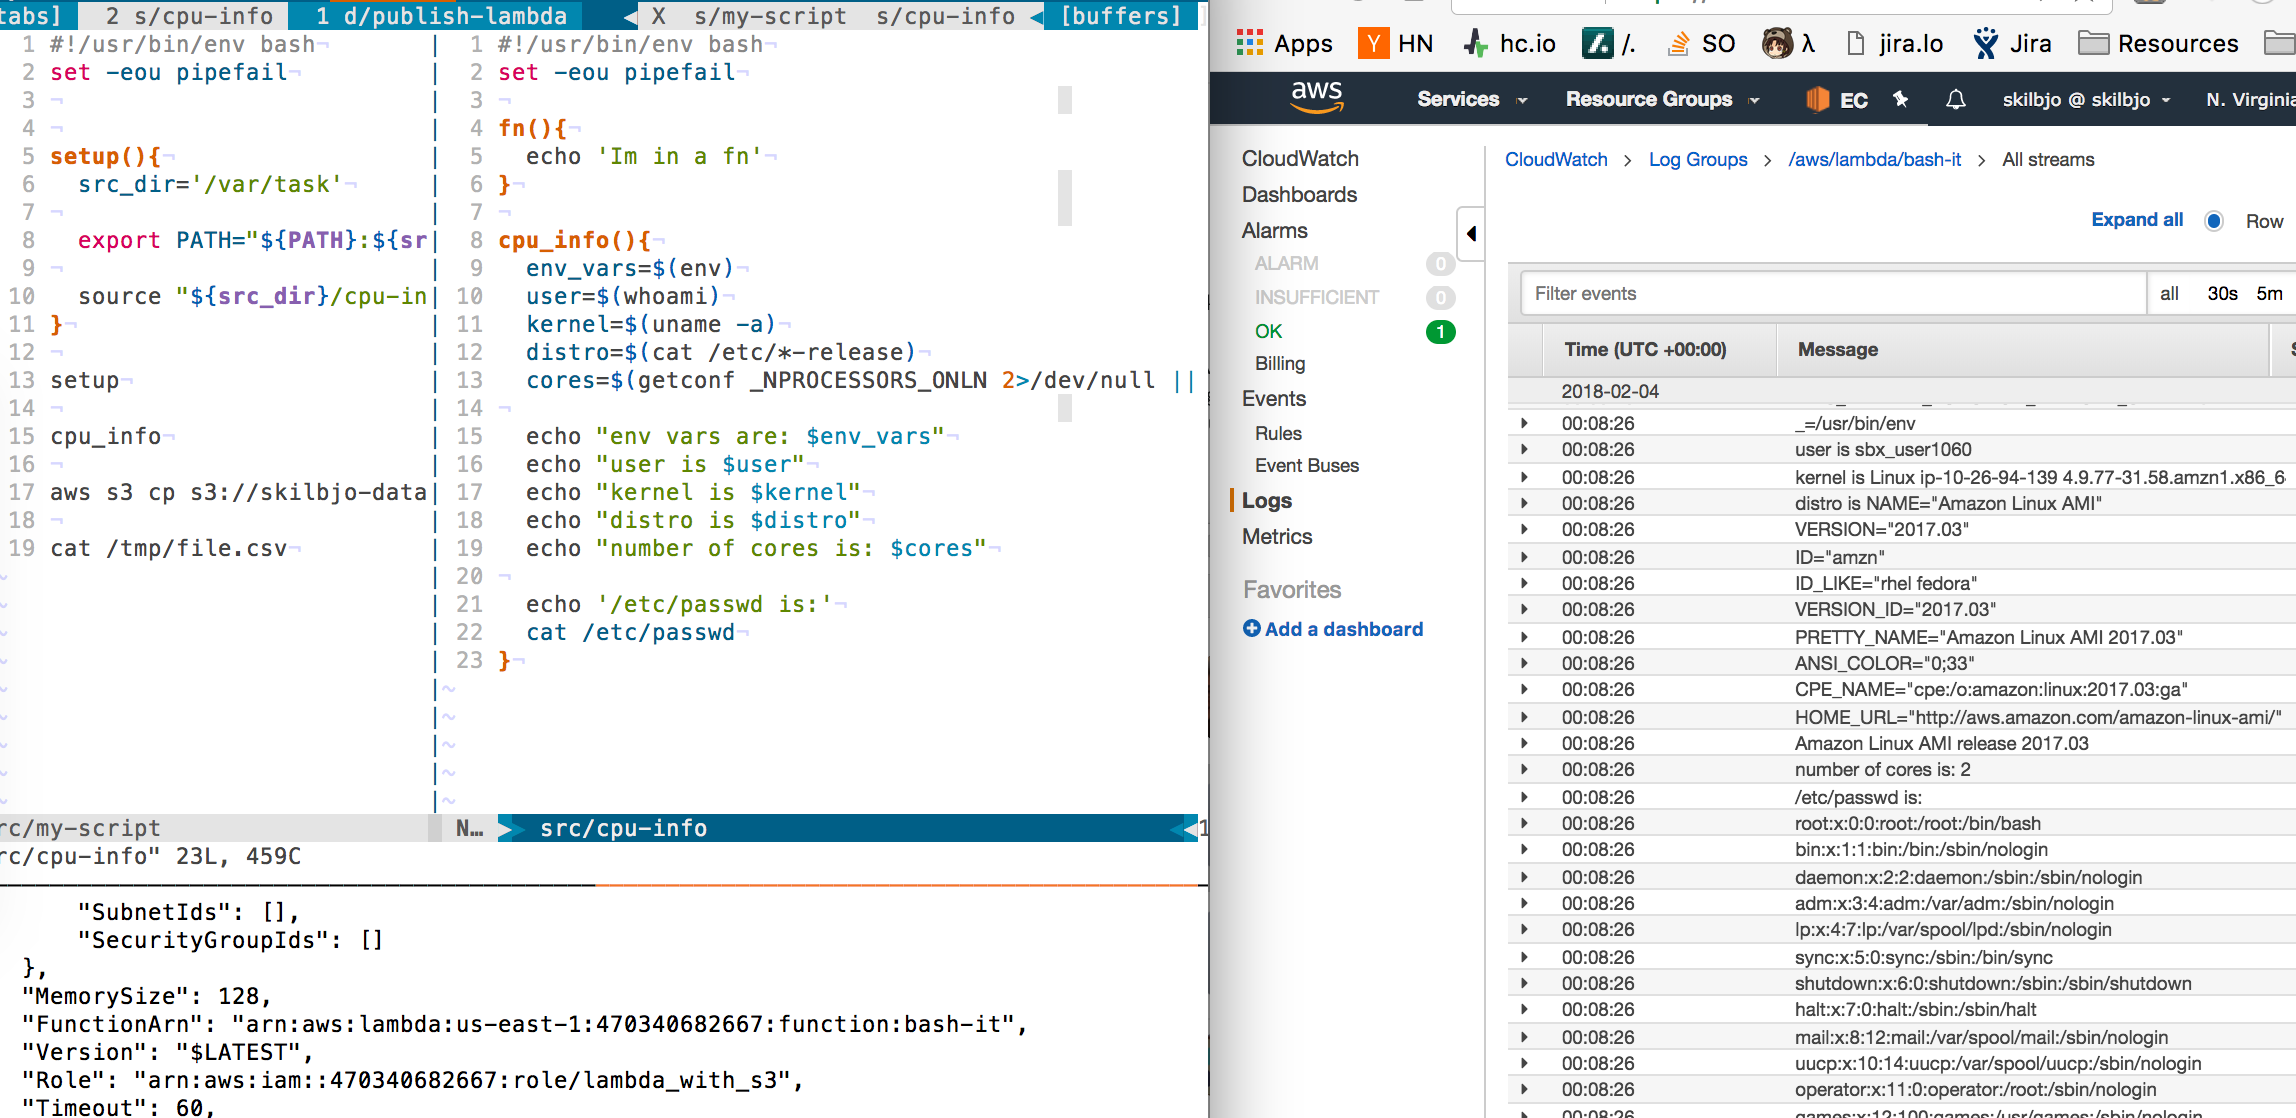 tabs] 2 s/cpu-info 1 d/publish-lambda X s/my-script s/cpu-info [buffers]
1 #!/usr/bin/env bash¬
2 set -eou pipefail¬
3 ¬
4 ¬
5 setup(){¬
6   src_dir='/var/task'¬
7 ¬
8   export PATH="${PATH}:${sr
9 ¬
10   source "${src_dir}/cpu-in
11 }¬
12 ¬
13 setup¬
14 ¬
15 cpu_info¬
16 ¬
17 aws s3 cp s3://skilbjo-data
18 ¬
19 cat /tmp/file.csv¬
rc/my-script
1 #!/usr/bin/env bash¬
2 set -eou pipefail¬
3 ¬
4 fn(){¬
5   echo 'Im in a fn'¬
6 }¬
7 ¬
8 cpu_info(){¬
9   env_vars=$(env)¬
10   user=$(whoami)¬
11   kernel=$(uname -a)¬
12   distro=$(cat /etc/*-release)¬
13   cores=$(getconf _NPROCESSORS_ONLN 2>/dev/null ||
14 ¬
15   echo "env vars are: $env_vars"¬
16   echo "user is $user"¬
17   echo "kernel is $kernel"¬
18   echo "distro is $distro"¬
19   echo "number of cores is: $cores"¬
20 ¬
21   echo '/etc/passwd is:'¬
22   cat /etc/passwd¬
23 }¬
N… src/cpu-info 1
rc/cpu-info" 23L, 459C
"SubnetIds": [],
"SecurityGroupIds": []
},
"MemorySize": 128,
"FunctionArn": "arn:aws:lambda:us-east-1:470340682667:function:bash-it",
"Version": "$LATEST",
"Role": "arn:aws:iam::470340682667:role/lambda_with_s3",
"Timeout": 60,
Apps Y HN hc.io /. SO λ jira.lo Jira Resources
aws Services Resource Groups EC skilbjo @ skilbjo N. Virginia
CloudWatch
Dashboards
Alarms
ALARM 0
INSUFFICIENT 0
OK 1
Billing
Events
Rules
Event Buses
Logs
Metrics
Favorites
Add a dashboard
CloudWatch > Log Groups > /aws/lambda/bash-it > All streams
Expand all Row
Filter events all 30s 5m
Time (UTC +00:00) Message
2018-02-04
00:08:26 _=/usr/bin/env
00:08:26 user is sbx_user1060
00:08:26 kernel is Linux ip-10-26-94-139 4.9.77-31.58.amzn1.x86_6
00:08:26 distro is NAME="Amazon Linux AMI"
00:08:26 VERSION="2017.03"
00:08:26 ID="amzn"
00:08:26 ID_LIKE="rhel fedora"
00:08:26 VERSION_ID="2017.03"
00:08:26 PRETTY_NAME="Amazon Linux AMI 2017.03"
00:08:26 ANSI_COLOR="0;33"
00:08:26 CPE_NAME="cpe:/o:amazon:linux:2017.03:ga"
00:08:26 HOME_URL="http://aws.amazon.com/amazon-linux-ami/"
00:08:26 Amazon Linux AMI release 2017.03
00:08:26 number of cores is: 2
00:08:26 /etc/passwd is:
00:08:26 root:x:0:0:root:/root:/bin/bash
00:08:26 bin:x:1:1:bin:/bin:/sbin/nologin
00:08:26 daemon:x:2:2:daemon:/sbin:/sbin/nologin
00:08:26 adm:x:3:4:adm:/var/adm:/sbin/nologin
00:08:26 lp:x:4:7:lp:/var/spool/lpd:/sbin/nologin
00:08:26 sync:x:5:0:sync:/sbin:/bin/sync
00:08:26 shutdown:x:6:0:shutdown:/sbin:/sbin/shutdown
00:08:26 halt:x:7:0:halt:/sbin:/sbin/halt
00:08:26 mail:x:8:12:mail:/var/spool/mail:/sbin/nologin
00:08:26 uucp:x:10:14:uucp:/var/spool/uucp:/sbin/nologin
00:08:26 operator:x:11:0:operator:/root:/sbin/nologin
00:08:26 games:x:12:100:games:/usr/games:/sbin/nologin